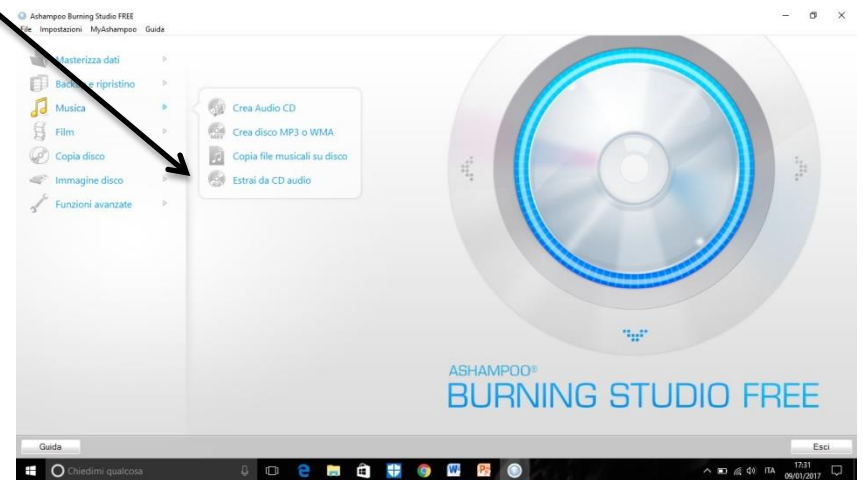 Ashampoo Burning Studio FREE
File Impostazioni MyAshampoo Guida
Masterizza dati
Backup e ripristino
Musica
Film
Copia disco
Immagine disco
Funzioni avanzate
Crea Audio CD
Crea disco MP3 o WMA
Copia file musicali su disco
Estrai da CD audio
ASHAMPOO®
BURNING STUDIO FREE
Guida
Esci
Chiedimi qualcosa
ITA
17:31
09/01/2017